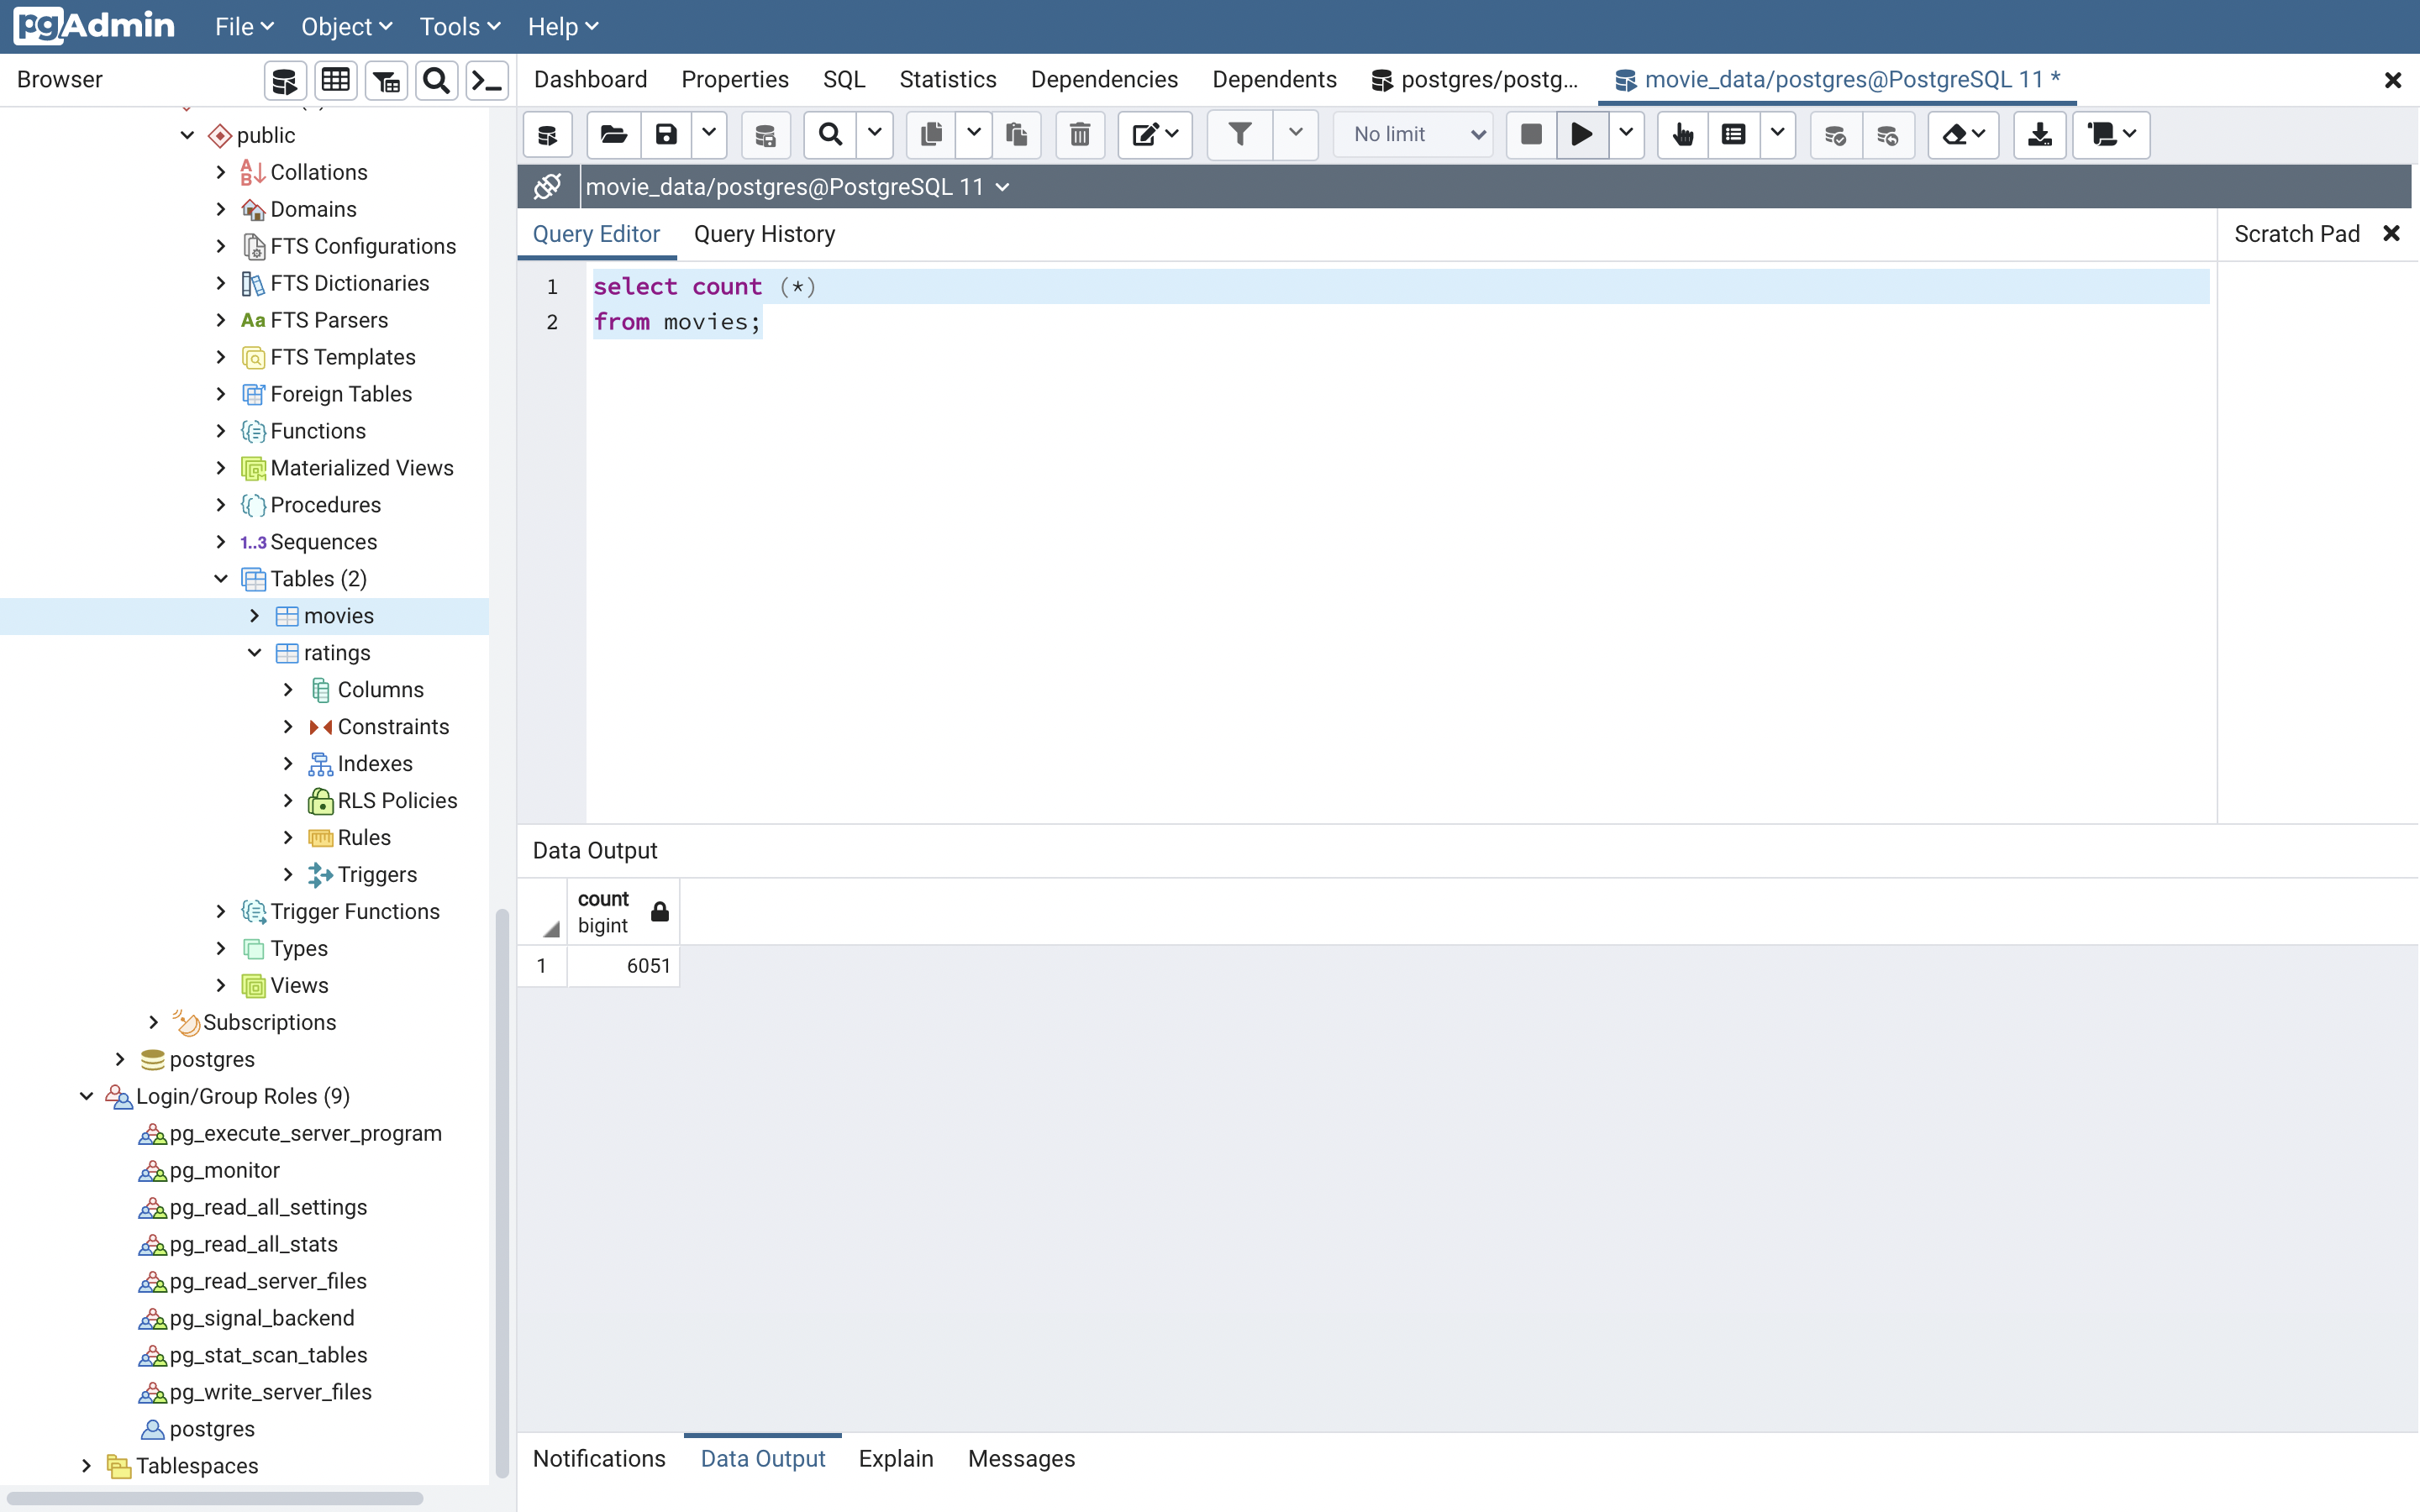 pgAdmin File Object Tools Help
Browser
Dashboard Properties SQL Statistics Dependencies Dependents postgres/postg... movie_data/postgres@PostgreSQL 11 *
public
Collations
Domains
FTS Configurations
FTS Dictionaries
Aa FTS Parsers
FTS Templates
Foreign Tables
Functions
Materialized Views
Procedures
1..3 Sequences
Tables (2)
movies
ratings
Columns
Constraints
Indexes
RLS Policies
Rules
Triggers
Trigger Functions
Types
Views
Subscriptions
postgres
Login/Group Roles (9)
pg_execute_server_program
pg_monitor
pg_read_all_settings
pg_read_all_stats
pg_read_server_files
pg_signal_backend
pg_stat_scan_tables
pg_write_server_files
postgres
Tablespaces
No limit
movie_data/postgres@PostgreSQL 11
Query Editor Query History
Scratch Pad
1 select count (*)
2 from movies;
Data Output
count
bigint
1 6051
Notifications Data Output Explain Messages